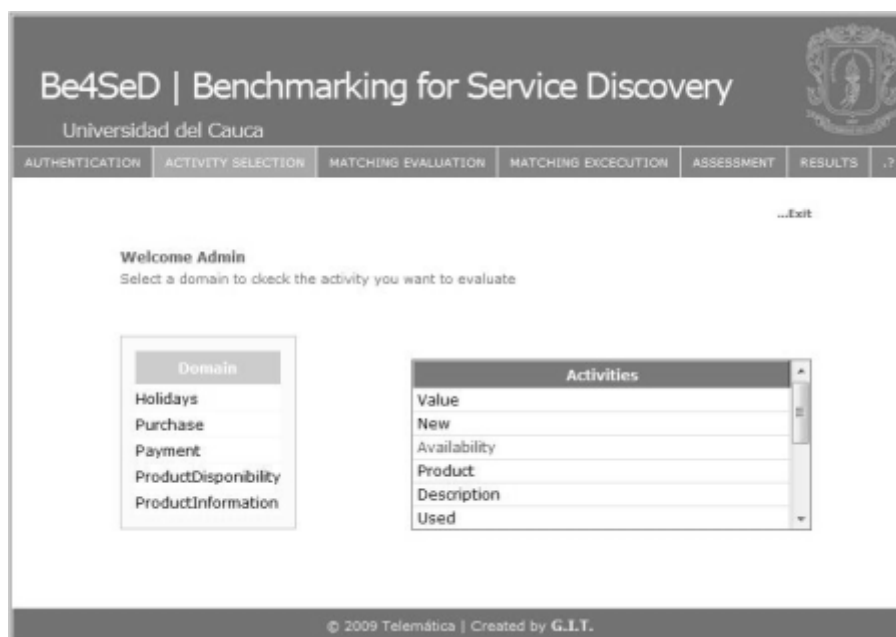 Be4SeD | Benchmarking for Service Discovery
Universidad del Cauca
AUTHENTICATION ACTIVITY SELECTION MATCHING EVALUATION MATCHING EXCECUTION ASSESSMENT RESULTS .?
...Exit
Welcome Admin
Select a domain to ckeck the activity you want to evaluate
Domain
Holidays
Purchase
Payment
ProductDisponibility
ProductInformation
Activities
Value
New
Availability
Product
Description
Used
© 2009 Telemática | Created by G.I.T.